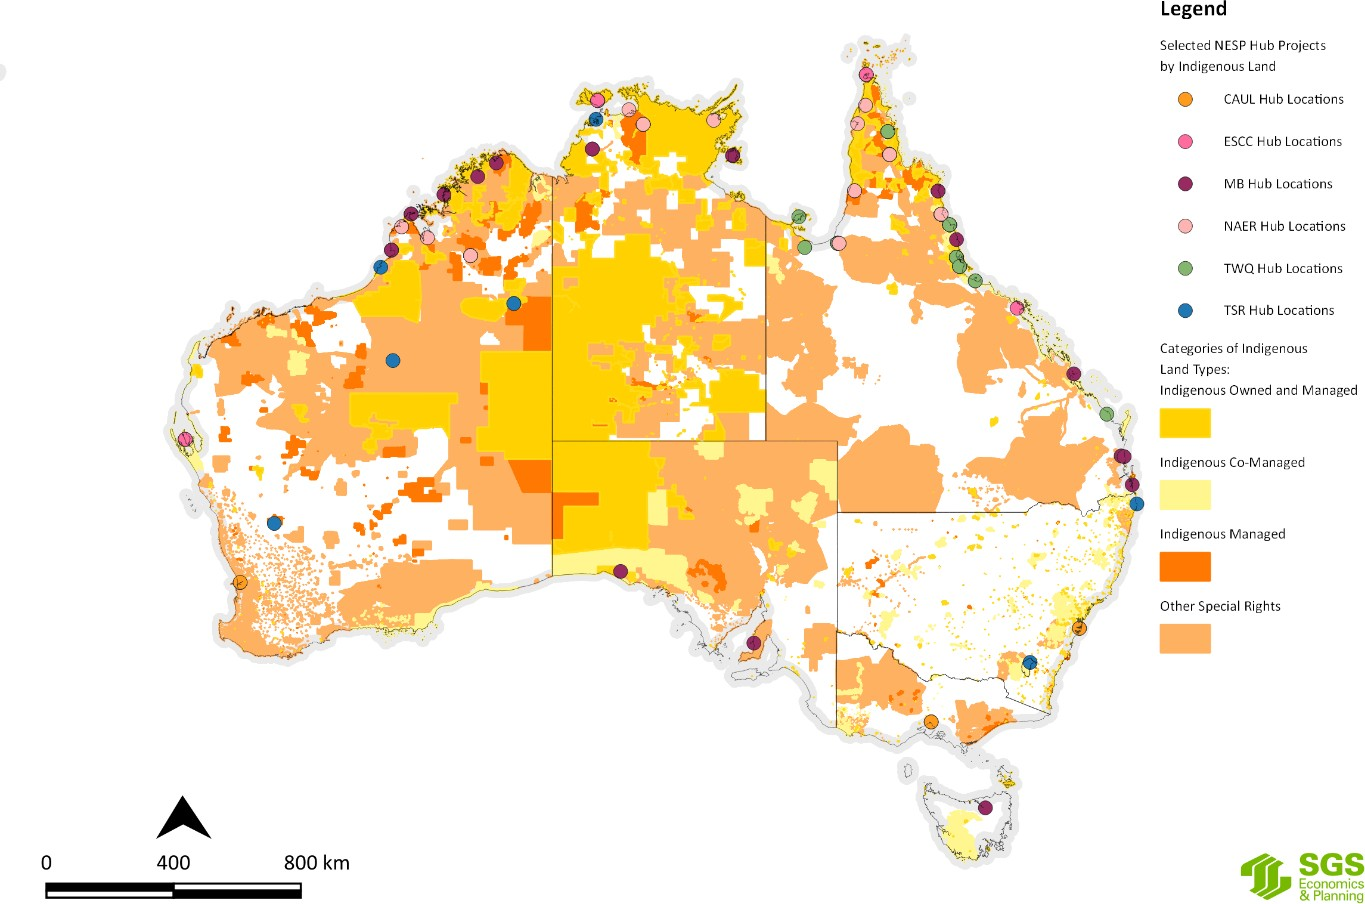 Legend
Selected NESP Hub Projects
by Indigenous Land
CAUL Hub Locations
ESCC Hub Locations
MB Hub Locations
NAER Hub Locations
TWQ Hub Locations
TSR Hub Locations
Categories of Indigenous
Land Types:
Indigenous Owned and Managed
Indigenous Co-Managed
Indigenous Managed
Other Special Rights
0 400 800 km
SGS
Economics
& Planning